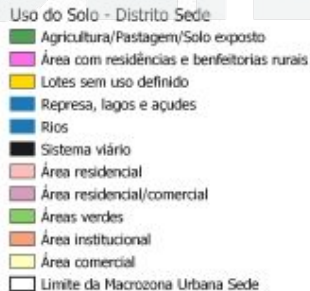 Uso do Solo - Distrito Sede
Agricultura/Pastagem/Solo exposto
Área com residências e benfeitorias rurais
Lotes sem uso definido
Represa, lagos e açudes
Rios
Sistema viário
Área residencial
Área residencial/comercial
Áreas verdes
Área institucional
Área comercial
Limite da Macrozona Urbana Sede